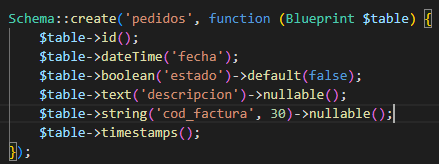 Schema::create('pedidos', function (Blueprint $table) {
    $table->id();
    $table->dateTime('fecha');
    $table->boolean('estado')->default(false);
    $table->text('descripcion')->nullable();
    $table->string('cod_factura', 30)->nullable();
    $table->timestamps();
});